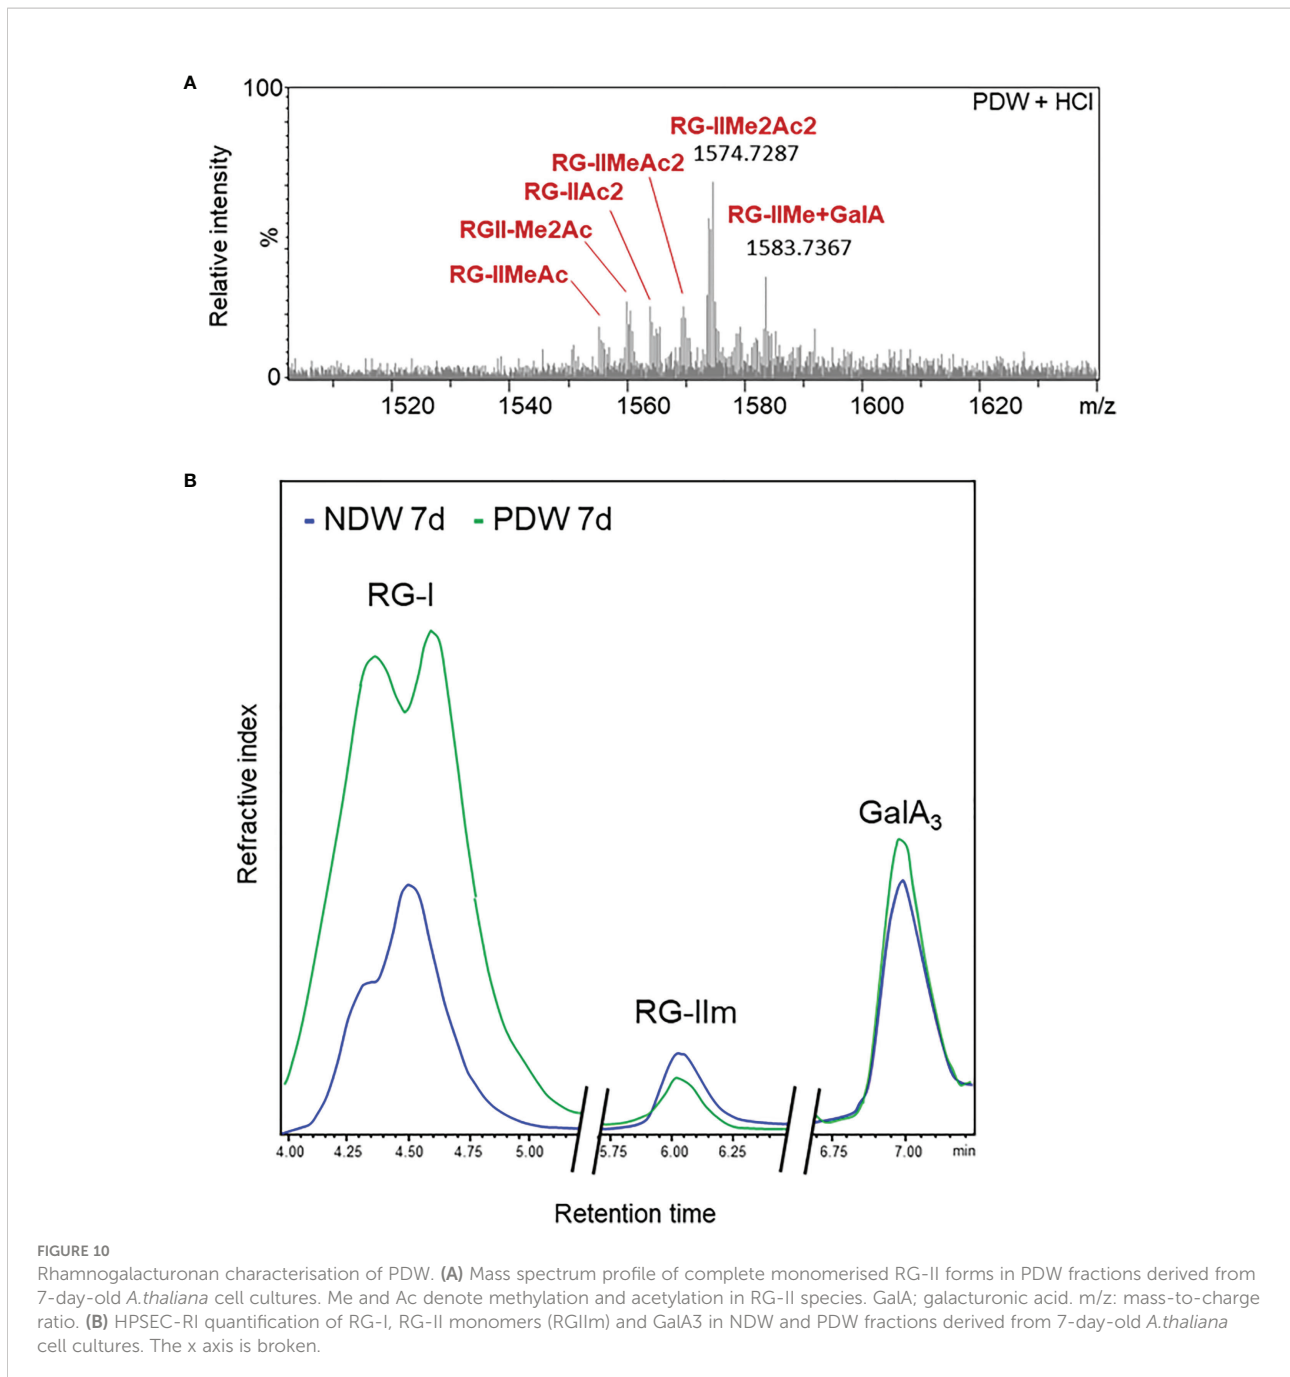 A
100
PDW + HCl
RG-IIMe2Ac2
1574.7287
RG-IIMeAc2
RG-IIAc2
RG-IIMe+GalA
RGII-Me2Ac
1583.7367
RG-IIMeAc
Relative intensity
%
0
1520 1540 1560 1580 1600 1620 m/z
B
NDW 7d PDW 7d
RG-I
GalA3
RG-IIm
Refractive index
4.00 4.25 4.50 4.75 5.00 5.75 6.00 6.25 6.75 7.00 min
Retention time
FIGURE 10
Rhamnogalacturonan characterisation of PDW. (A) Mass spectrum profile of complete monomerised RG-II forms in PDW fractions derived from
7-day-old A.thaliana cell cultures. Me and Ac denote methylation and acetylation in RG-II species. GalA; galacturonic acid. m/z: mass-to-charge
ratio. (B) HPSEC-RI quantification of RG-I, RG-II monomers (RGIIm) and GalA3 in NDW and PDW fractions derived from 7-day-old A.thaliana
cell cultures. The x axis is broken.